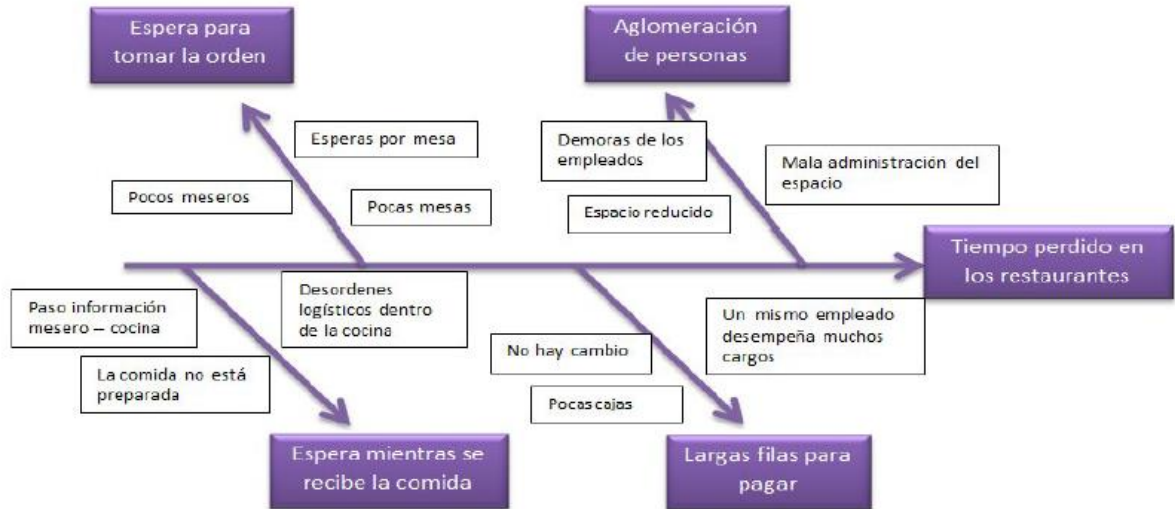 Espera para
tomar la orden
Aglomeración
de personas
Esperas por mesa
Demoras de los
empleados
Mala administración del
espacio
Pocos meseros
Pocas mesas
Espacio reducido
Tiempo perdido en
los restaurantes
Paso información
mesero – cocina
Desordenes
logísticos dentro
de la cocina
Un mismo empleado
desempeña muchos
cargos
No hay cambio
La comida no está
preparada
Pocas cajas
Espera mientras se
recibe la comida
Largas filas para
pagar